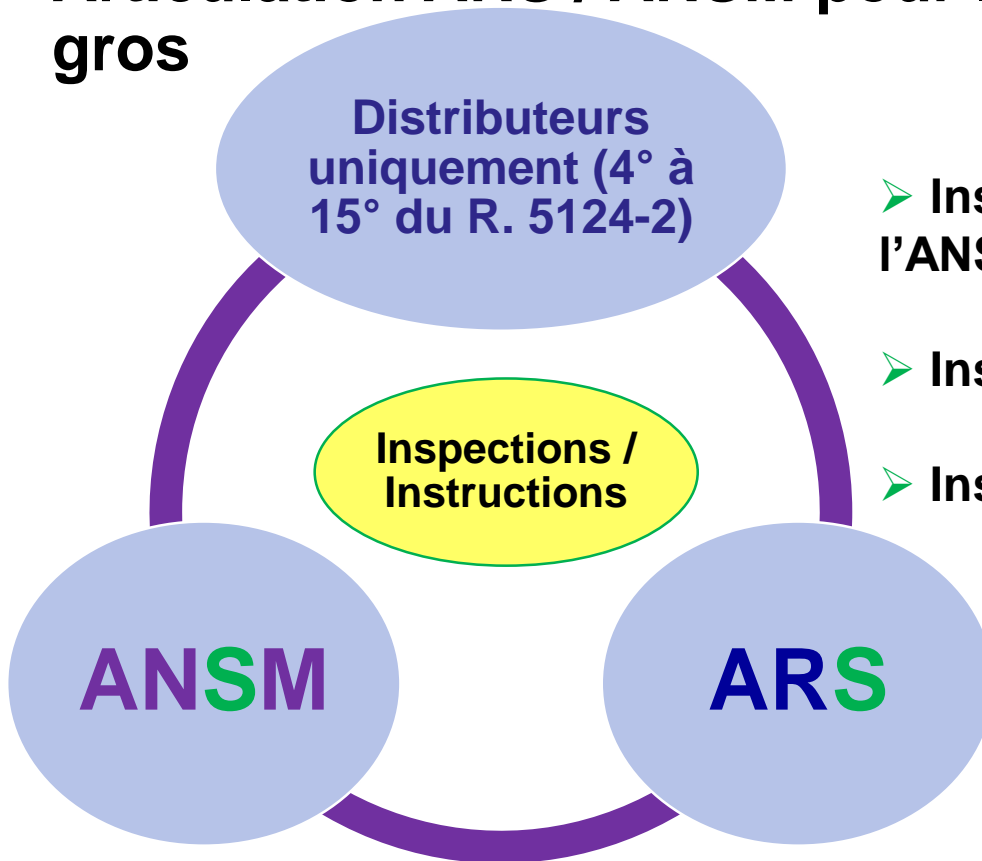 gros
Distributeurs
uniquement (4° à
15° du R. 5124-2)
Inspections /
Instructions
ANSM
ARS